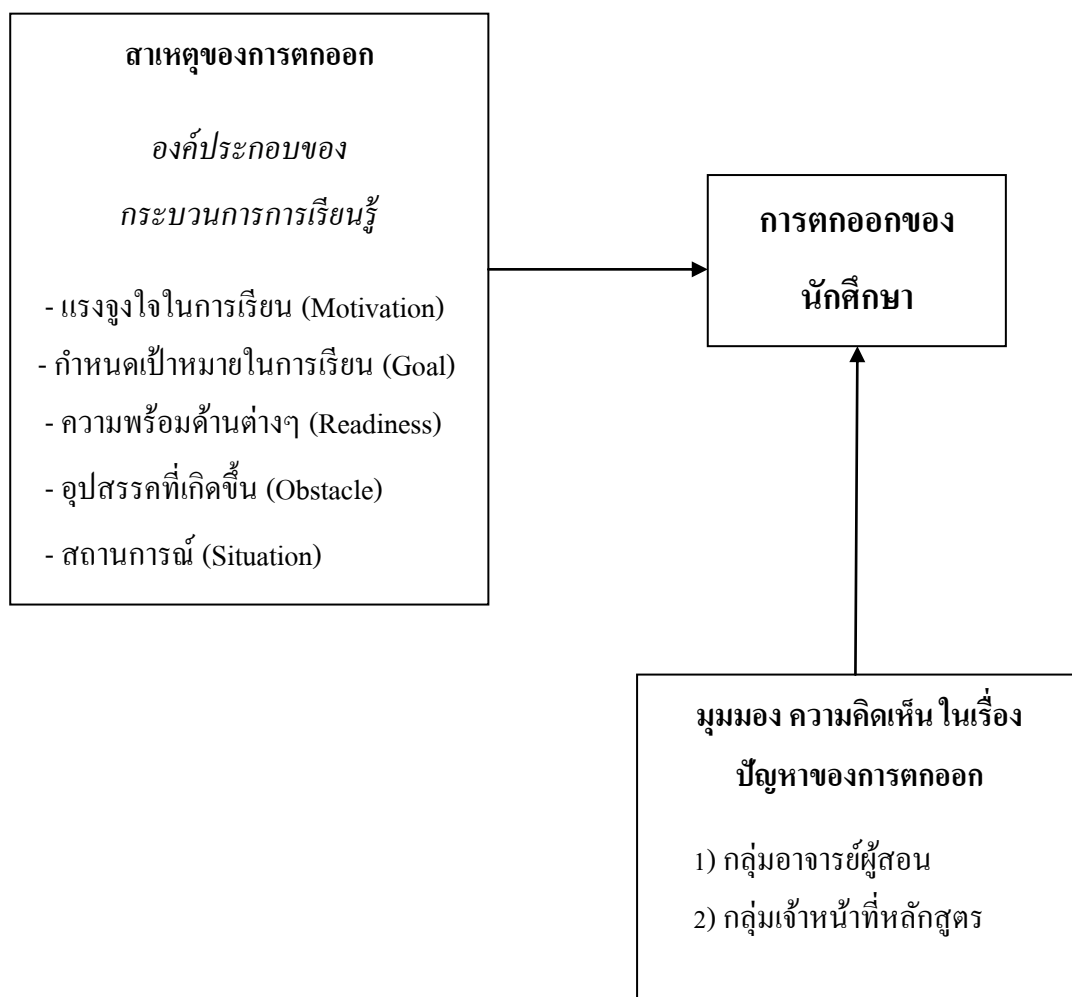 สาเหตุของการตกออก
องค์ประกอบของ
กระบวนการการเรียนรู้
- แรงจูงใจในการเรียน (Motivation)
- กำหนดเป้าหมายในการเรียน (Goal)
- ความพร้อมด้านต่างๆ (Readiness)
- อุปสรรคที่เกิดขึ้น (Obstacle)
- สถานการณ์ (Situation)
การตกออกของ
นักศึกษา
มุมมอง ความคิดเห็น ในเรื่อง
ปัญหาของการตกออก
1) กลุ่มอาจารย์ผู้สอน
2) กลุ่มเจ้าหน้าที่หลักสูตร